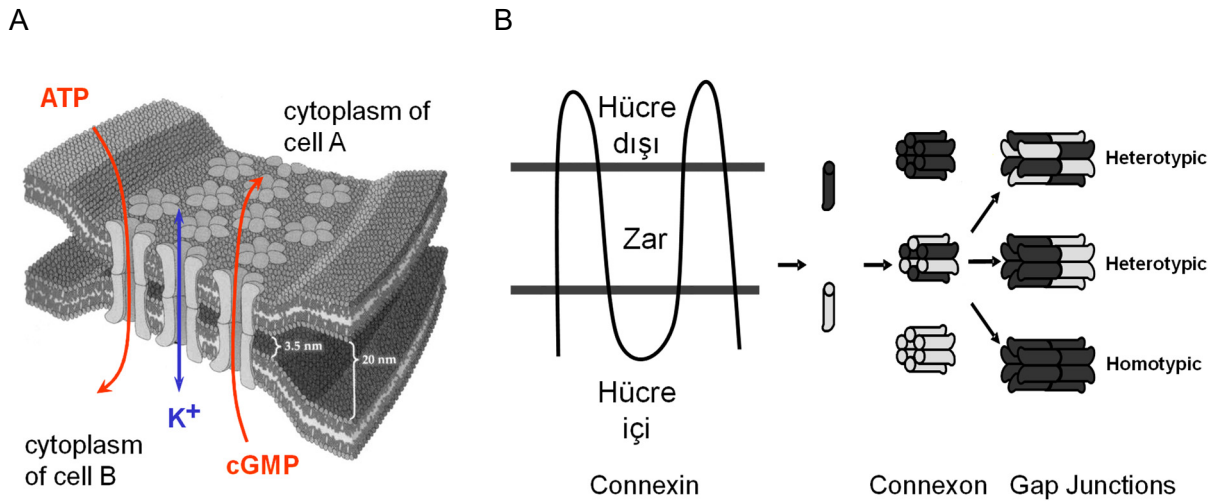 A
B
ATP
cytoplasm of
cell A
3.5 nm
20 nm
K+
cytoplasm
of cell B
cGMP
Hücre
dışı
Zar
Hücre
içi
Heterotypic
Heterotypic
Homotypic
Connexin
Connexon
Gap Junctions